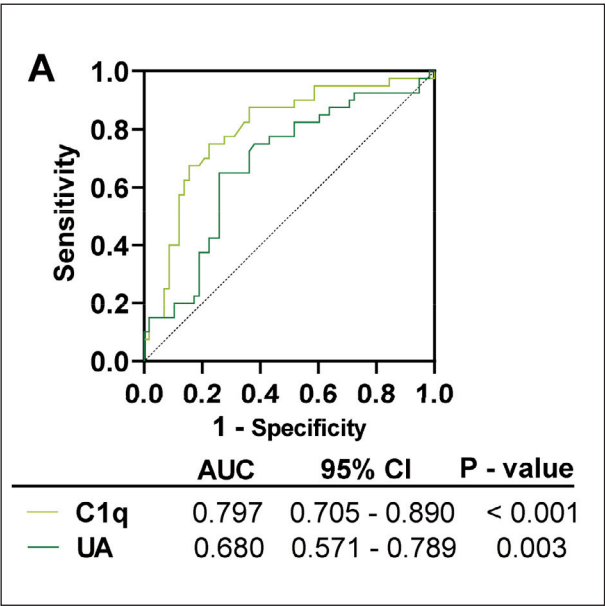 A
1.0
0.8
0.6
0.4
0.2
0.0
Sensitivity
0.0 0.2 0.4 0.6 0.8 1.0
1 - Specificity
AUC 95% CI P - value
C1q 0.797 0.705 - 0.890 < 0.001
UA 0.680 0.571 - 0.789 0.003